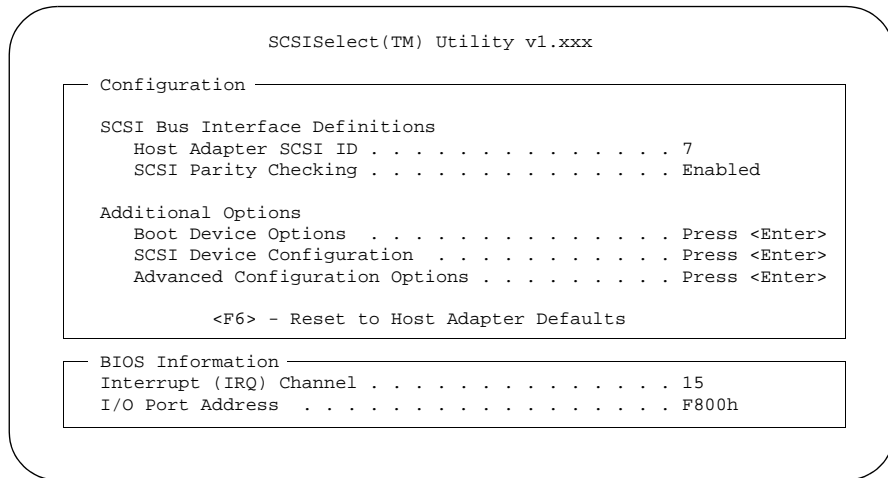 SCSISelect(TM) Utility v1.xxx
Configuration
SCSI Bus Interface Definitions
Host Adapter SCSI ID . . . . . . . . . . . . . . 7
SCSI Parity Checking . . . . . . . . . . . . . . Enabled
Additional Options
Boot Device Options . . . . . . . . . . . . . . Press <Enter>
SCSI Device Configuration . . . . . . . . . . . Press <Enter>
Advanced Configuration Options . . . . . . . . . Press <Enter>
<F6> - Reset to Host Adapter Defaults
BIOS Information
Interrupt (IRQ) Channel . . . . . . . . . . . . . . 15
I/O Port Address . . . . . . . . . . . . . . . . . F800h